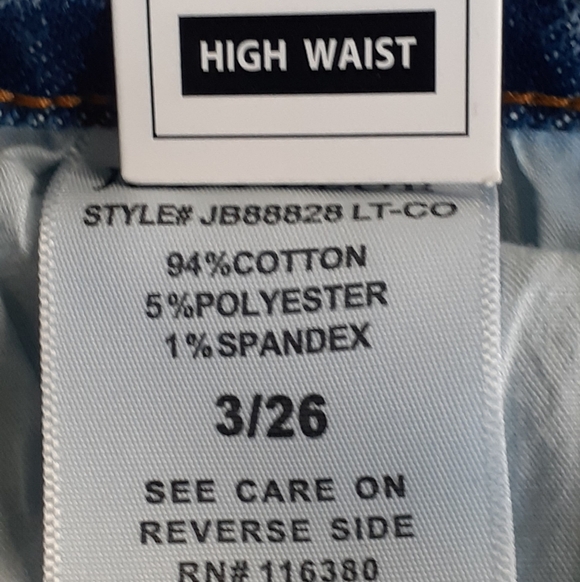 HIGH WAIST
STYLE# JB88828 LT-CO
94%COTTON
5%POLYESTER
1%SPANDEX
3/26
SEE CARE ON
REVERSE SIDE
RN# 116380